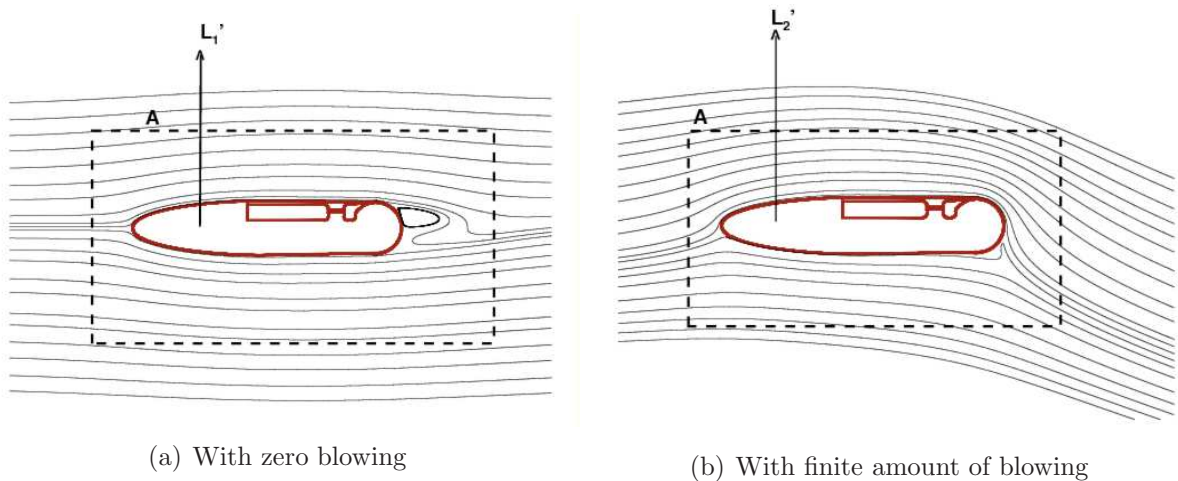 L₁'
A
L₂'
A
(a) With zero blowing
(b) With finite amount of blowing